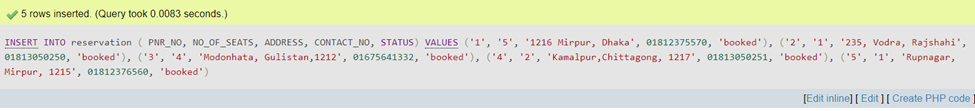 5 rows inserted. (Query took 0.0083 seconds.)
INSERT INTO reservation ( PNR_NO, NO_OF_SEATS, ADDRESS, CONTACT_NO, STATUS) VALUES ('1', '5', '1216 Mirpur, Dhaka', 01812375570, 'booked'), ('2', '1', '235, Vodra, Rajshahi',
01813050250, 'booked'), ('3', '4', 'Modonhata, Gulistan,1212', 01675641332, 'booked'), ('4', '2', 'Kamalpur,Chittagong, 1217', 01813050251, 'booked'), ('5', '1', 'Rupnagar,
Mirpur, 1215', 01812376560, 'booked')
[Edit inline] [ Edit ] [ Create PHP code ]